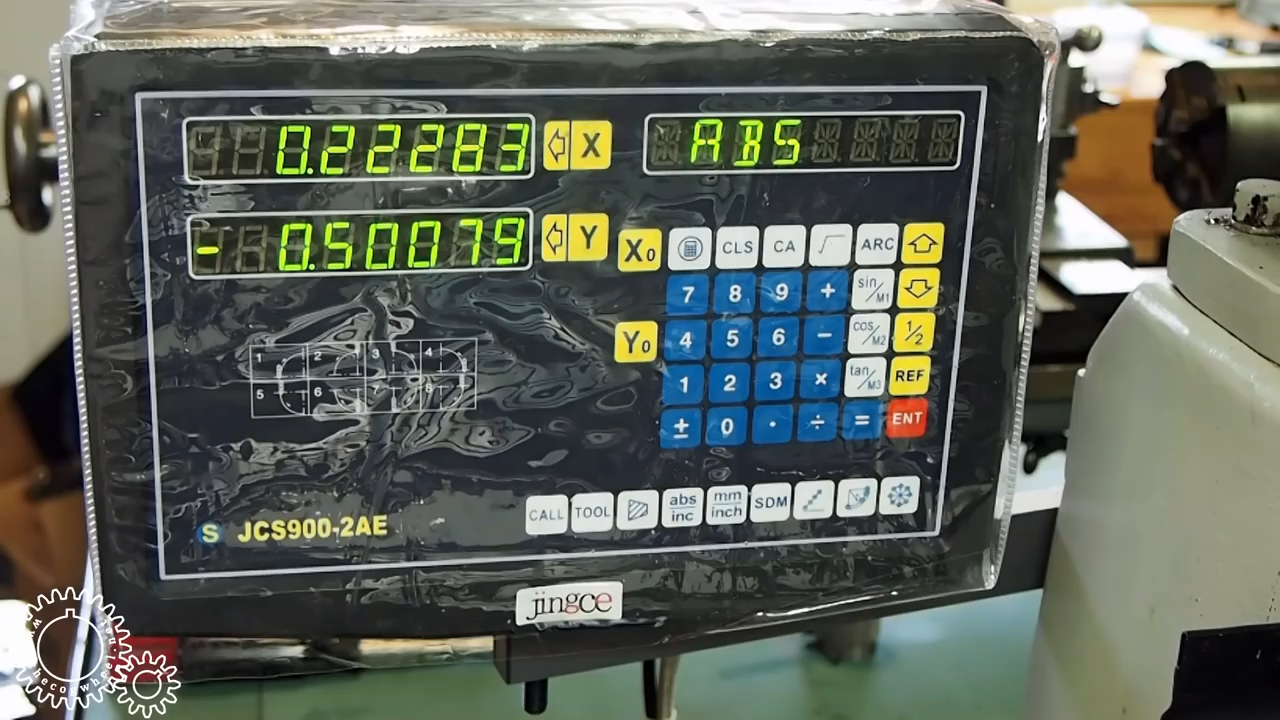 0.22283 X ABS
- 0.50079 Y
X0 CLS CA ARC
7 8 9 + sin/M1
Y0 4 5 6 - cos/M2 1/2
1 2 3 × tan/M3 REF
± 0 · ÷ = ENT
1 2 3 4
5 6 7 8
CALL TOOL abs/inc mm/inch SDM
S JCS900-2AE
jingce